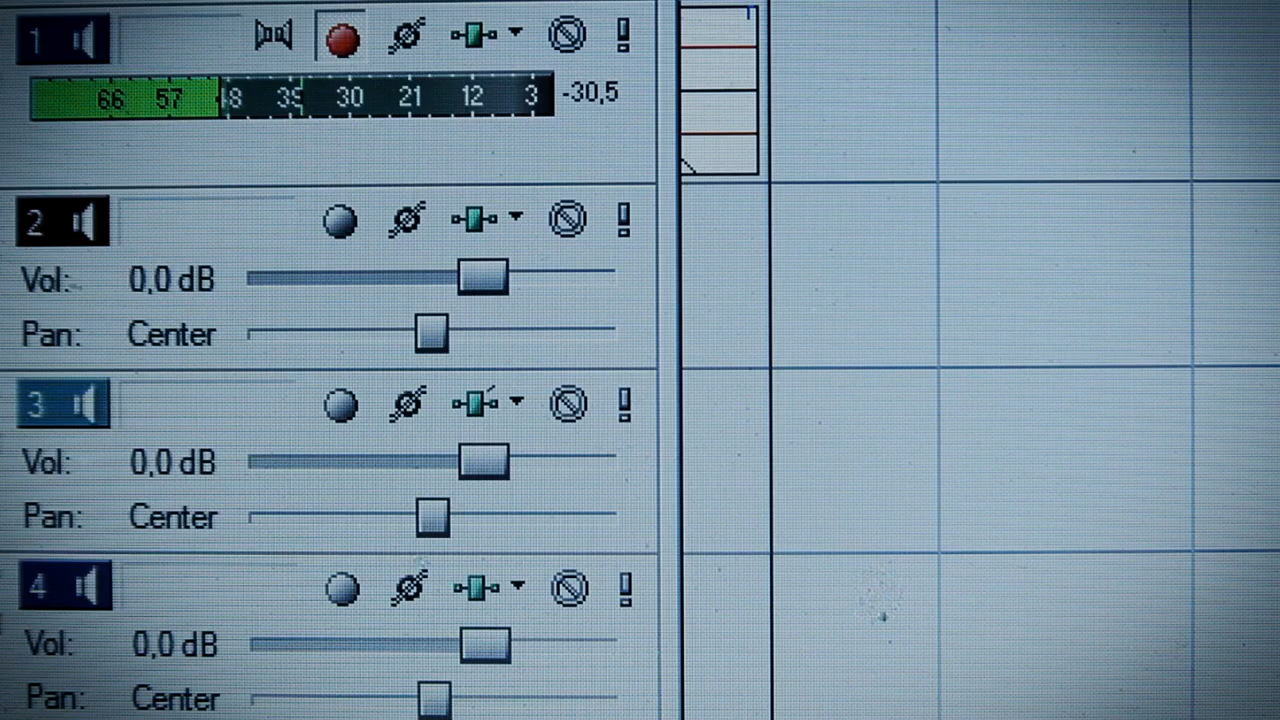 1
66 57 48 39 30 21 12 3 -30,5
2
Vol: 0,0 dB
Pan: Center
3
Vol: 0,0 dB
Pan: Center
4
Vol: 0,0 dB
Pan: Center